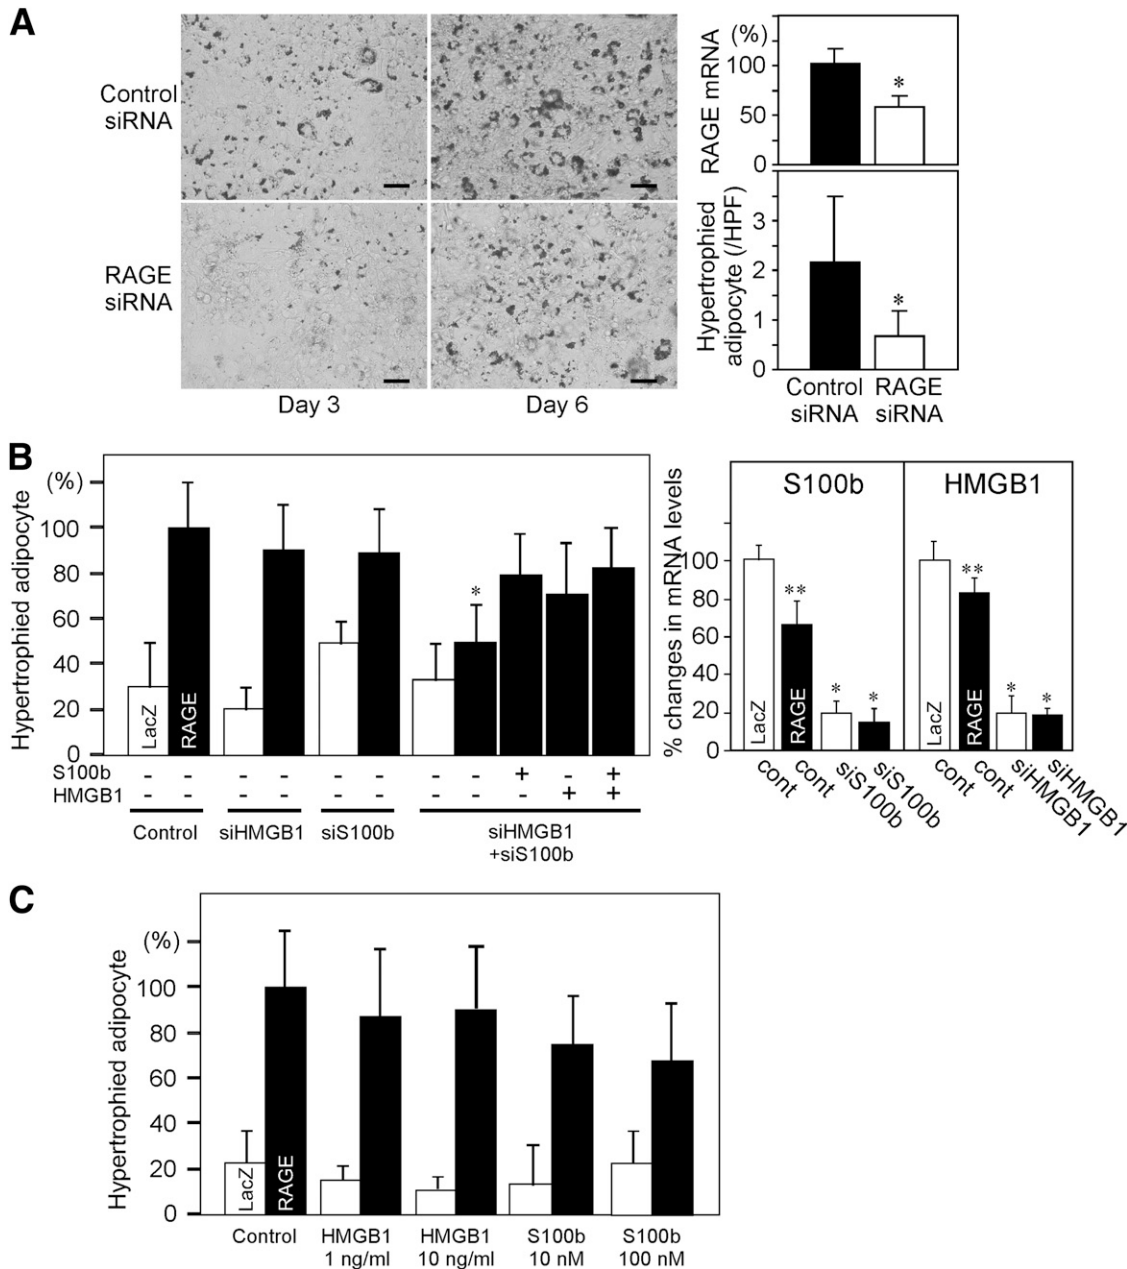 A
Control
siRNA
RAGE
siRNA
Day 3
Day 6
RAGE mRNA
(%)
100
50
0
*
Hypertrophied
adipocyte (/HPF)
3
2
1
0
*
Control
siRNA
RAGE
siRNA
B
Hypertrophied adipocyte
(%)
100
80
60
40
20
0
LacZ
RAGE
*
S100b - - - - - - - - + - +
HMGB1 - - - - - - - - - + +
Control
siHMGB1
siS100b
siHMGB1
+siS100b
% changes in mRNA levels
S100b
HMGB1
100
80
60
40
20
0
LacZ
RAGE
**
*
*
LacZ
RAGE
**
*
*
cont
cont
siS100b
siS100b
cont
cont
siHMGB1
siHMGB1
C
Hypertrophied adipocyte
(%)
100
80
60
40
20
0
LacZ
RAGE
Control
HMGB1
1 ng/ml
HMGB1
10 ng/ml
S100b
10 nM
S100b
100 nM